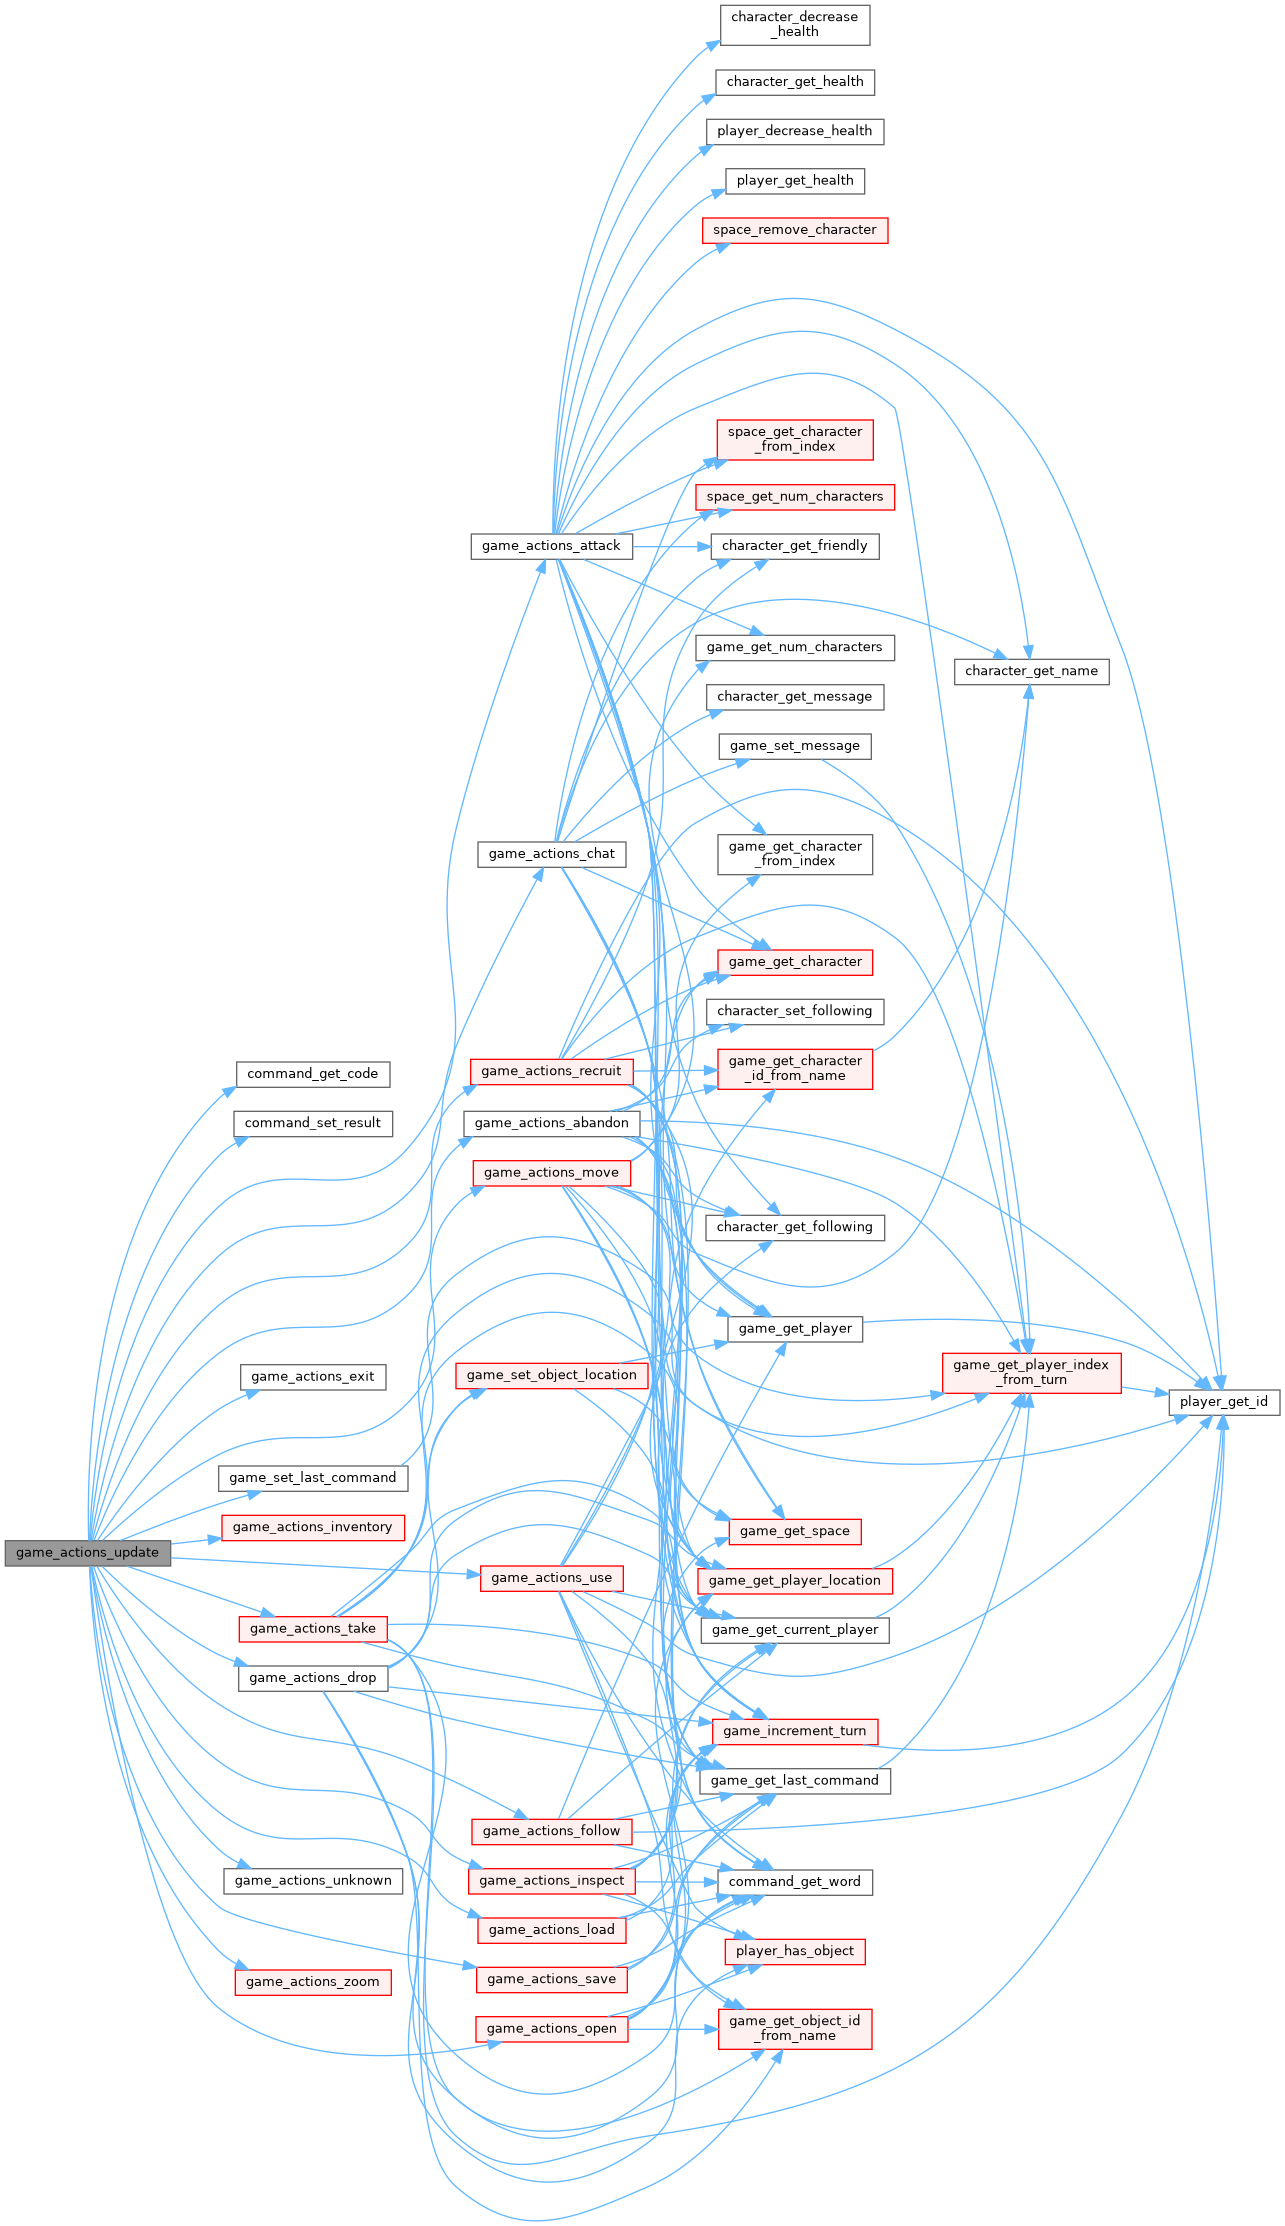 character_decrease
_health
character_get_health
player_decrease_health
player_get_health
space_remove_character
space_get_character
_from_index
space_get_num_characters
game_actions_attack
character_get_friendly
game_get_num_characters
character_get_name
character_get_message
game_set_message
game_actions_chat
game_get_character
_from_index
game_get_character
character_set_following
game_actions_recruit
game_get_character
_id_from_name
command_get_code
command_set_result
game_actions_abandon
game_actions_move
character_get_following
game_get_player
game_actions_exit
game_set_object_location
game_get_player_index
_from_turn
player_get_id
game_set_last_command
game_actions_inventory
game_get_space
game_actions_update
game_actions_use
game_get_player_location
game_actions_take
game_get_current_player
game_actions_drop
game_increment_turn
game_get_last_command
game_actions_follow
game_actions_unknown
game_actions_inspect
command_get_word
game_actions_load
player_has_object
game_actions_zoom
game_actions_save
game_actions_open
game_get_object_id
_from_name